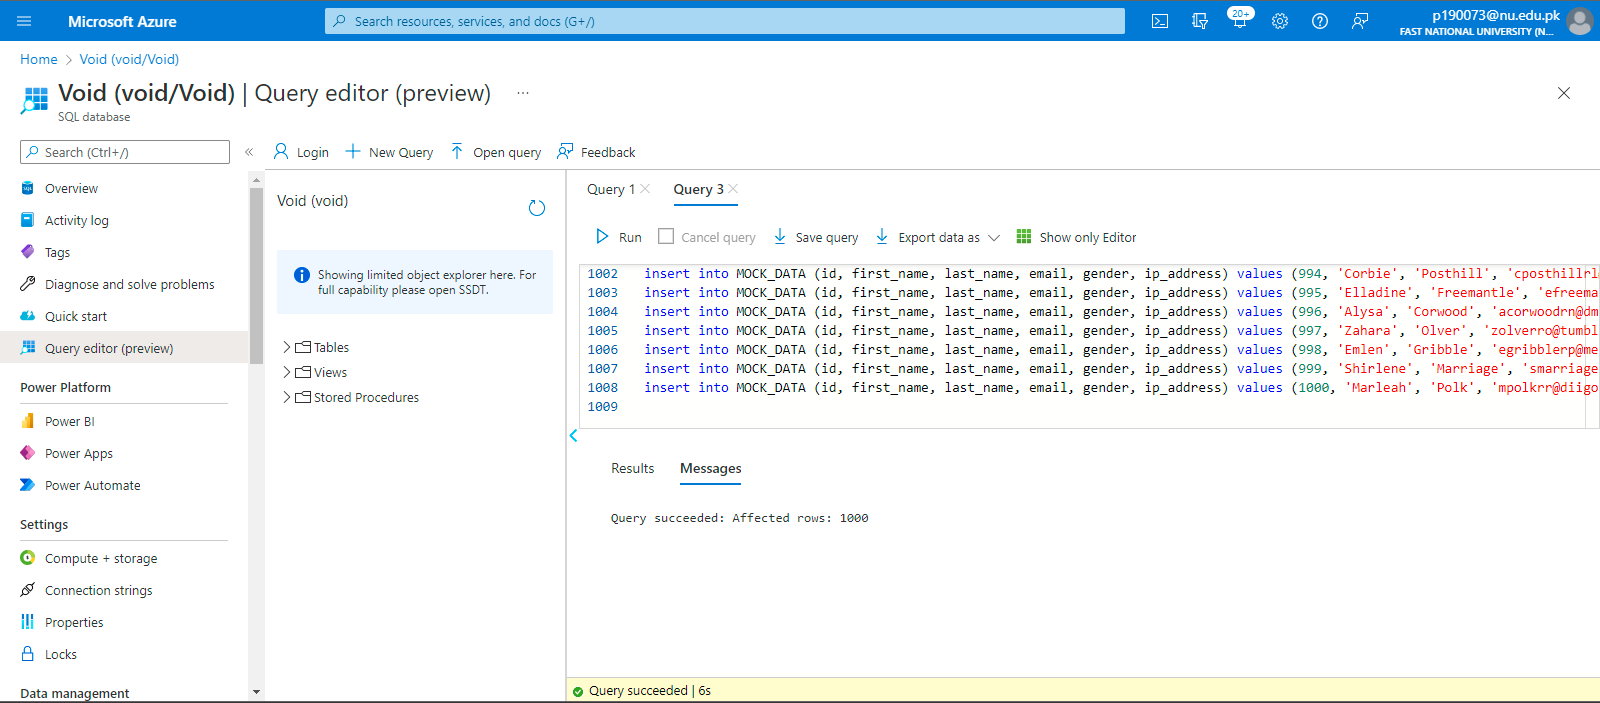 Microsoft Azure
Search resources, services, and docs (G+/)
20+
p190073@nu.edu.pk
FAST NATIONAL UNIVERSITY (N...
Home > Void (void/Void)
Void (void/Void) | Query editor (preview) ...
SQL database
Search (Ctrl+/)
«
Overview
Activity log
Tags
Diagnose and solve problems
Quick start
Query editor (preview)
Power Platform
Power BI
Power Apps
Power Automate
Settings
Compute + storage
Connection strings
Properties
Locks
Data management
Login
New Query
Open query
Feedback
Void (void)
Showing limited object explorer here. For
full capability please open SSDT.
Tables
Views
Stored Procedures
Query 1
Query 3
Run
Cancel query
Save query
Export data as
Show only Editor
1002 insert into MOCK_DATA (id, first_name, last_name, email, gender, ip_address) values (994, 'Corbie', 'Posthill', 'cposthillrl
1003 insert into MOCK_DATA (id, first_name, last_name, email, gender, ip_address) values (995, 'Elladine', 'Freemantle', 'efreema
1004 insert into MOCK_DATA (id, first_name, last_name, email, gender, ip_address) values (996, 'Alysa', 'Corwood', 'acorwoodrn@dm
1005 insert into MOCK_DATA (id, first_name, last_name, email, gender, ip_address) values (997, 'Zahara', 'Olver', 'zolverro@tumbl
1006 insert into MOCK_DATA (id, first_name, last_name, email, gender, ip_address) values (998, 'Emlen', 'Gribble', 'egribblerp@me
1007 insert into MOCK_DATA (id, first_name, last_name, email, gender, ip_address) values (999, 'Shirlene', 'Marriage', 'smarriage
1008 insert into MOCK_DATA (id, first_name, last_name, email, gender, ip_address) values (1000, 'Marleah', 'Polk', 'mpolkrr@diigo
1009
Results
Messages
Query succeeded: Affected rows: 1000
Query succeeded | 6s